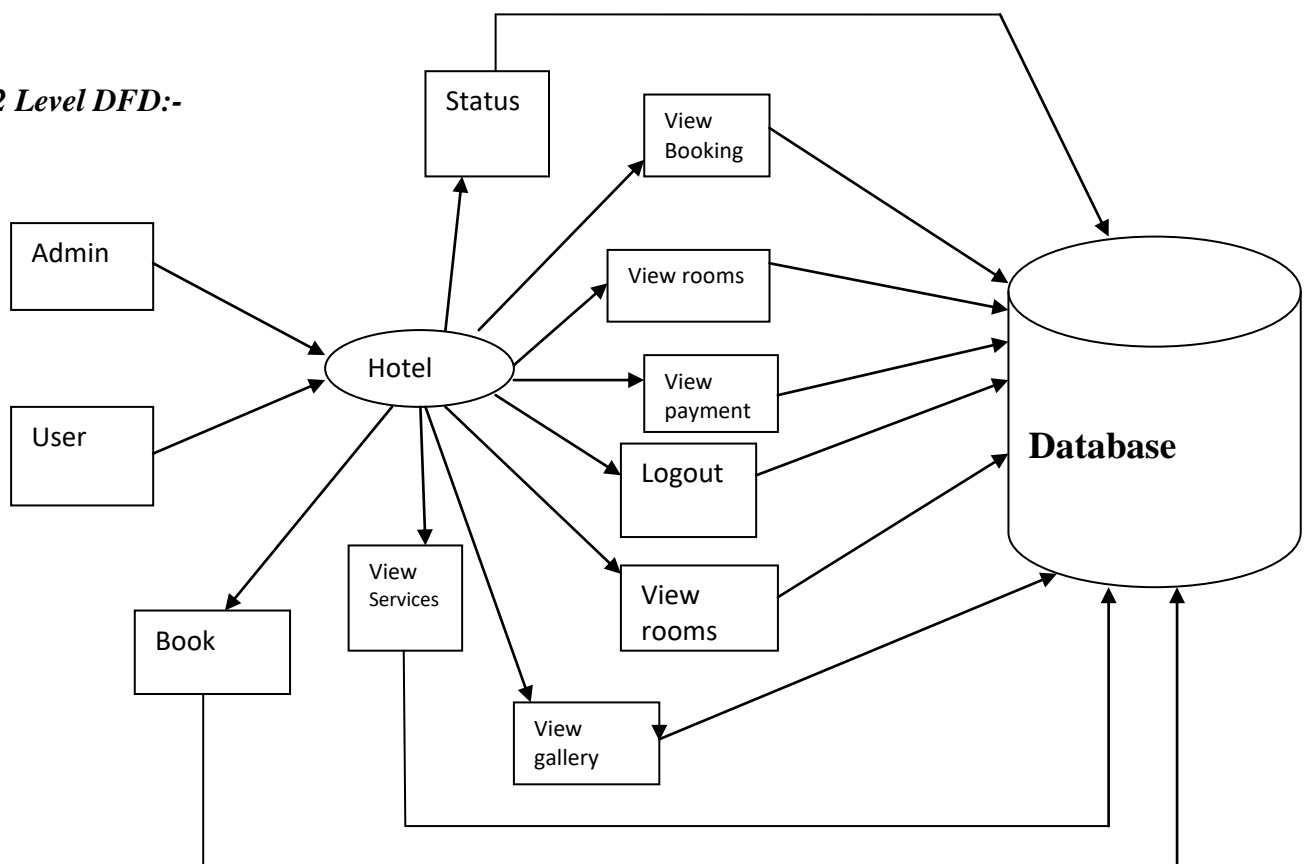 2 Level DFD:-
Status
View
Booking
Admin
View rooms
Hotel
View
payment
User
Logout
Database
View
Services
View
rooms
Book
View
gallery